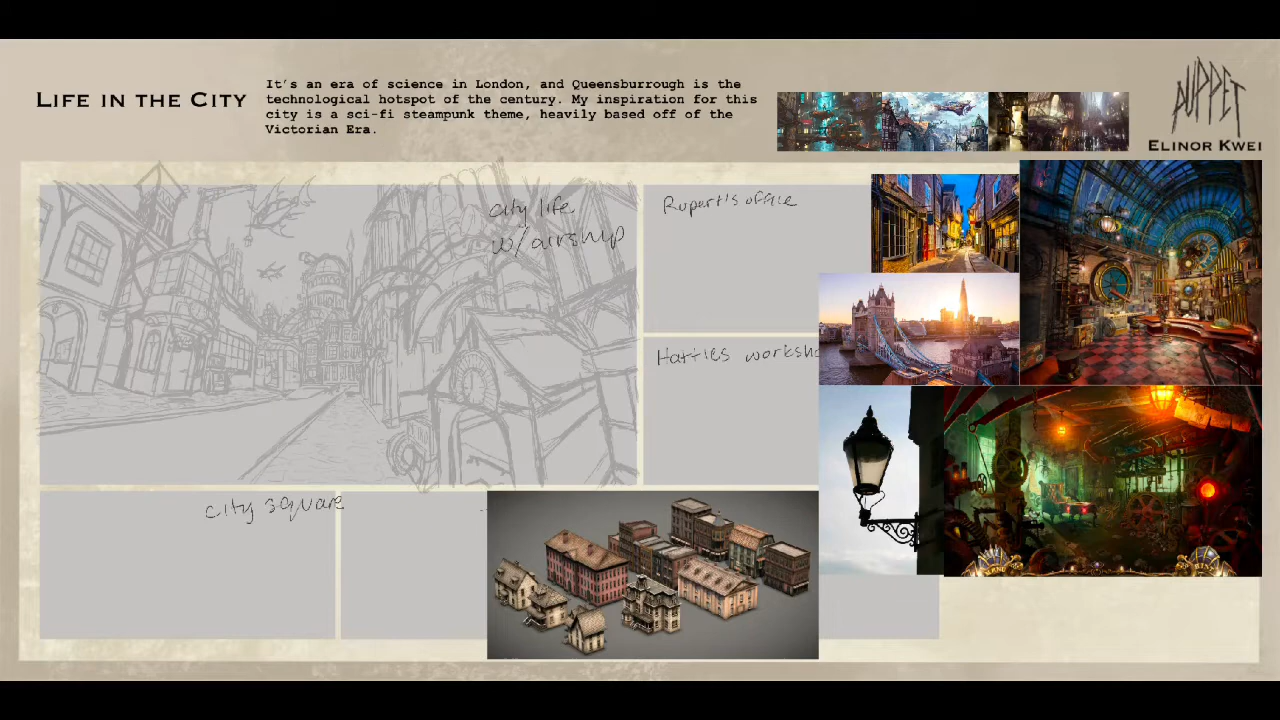 LIFE IN THE CITY
It's an era of science in London, and Queensburrough is the
technological hotspot of the century. My inspiration for this
city is a sci-fi steampunk theme, heavily based off of the
Victorian Era.
PUPPET
ELINOR KWEI
city life
w/ airship
Rupert's office
Hatties worksho
city square